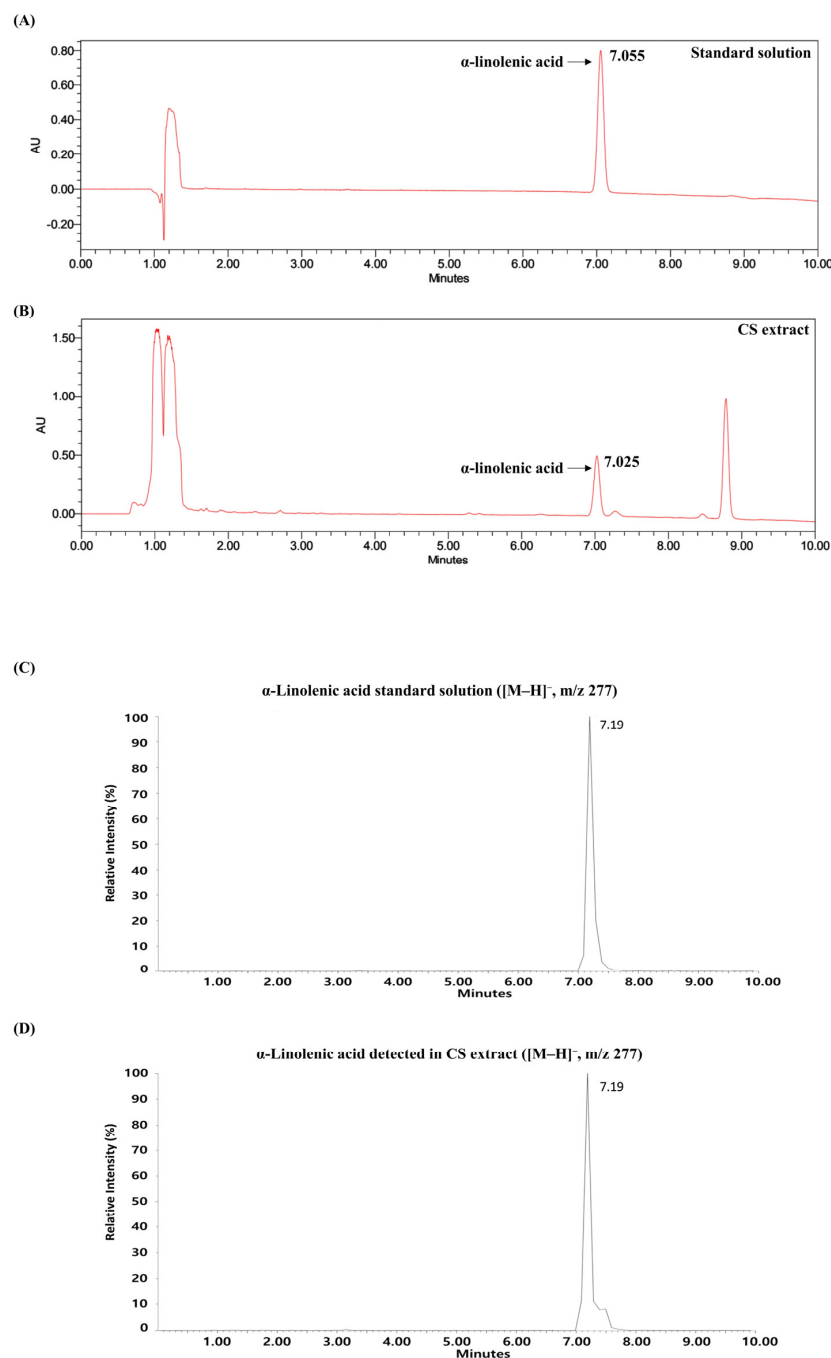 (A)
α-linolenic acid
7.055
Standard solution
0.80
0.60
0.40
0.20
0.00
-0.20
AU
0.00 1.00 2.00 3.00 4.00 5.00 6.00 7.00 8.00 9.00 10.00
Minutes
(B)
CS extract
α-linolenic acid
7.025
1.50
1.00
0.50
0.00
AU
0.00 1.00 2.00 3.00 4.00 5.00 6.00 7.00 8.00 9.00 10.00
Minutes
(C)
α-Linolenic acid standard solution ([M–H]⁻, m/z 277)
7.19
100
90
80
70
60
50
40
30
20
10
0
Relative Intensity (%)
1.00 2.00 3.00 4.00 5.00 6.00 7.00 8.00 9.00 10.00
Minutes
(D)
α-Linolenic acid detected in CS extract ([M–H]⁻, m/z 277)
7.19
100
90
80
70
60
50
40
30
20
10
0
Relative Intensity (%)
1.00 2.00 3.00 4.00 5.00 6.00 7.00 8.00 9.00 10.00
Minutes